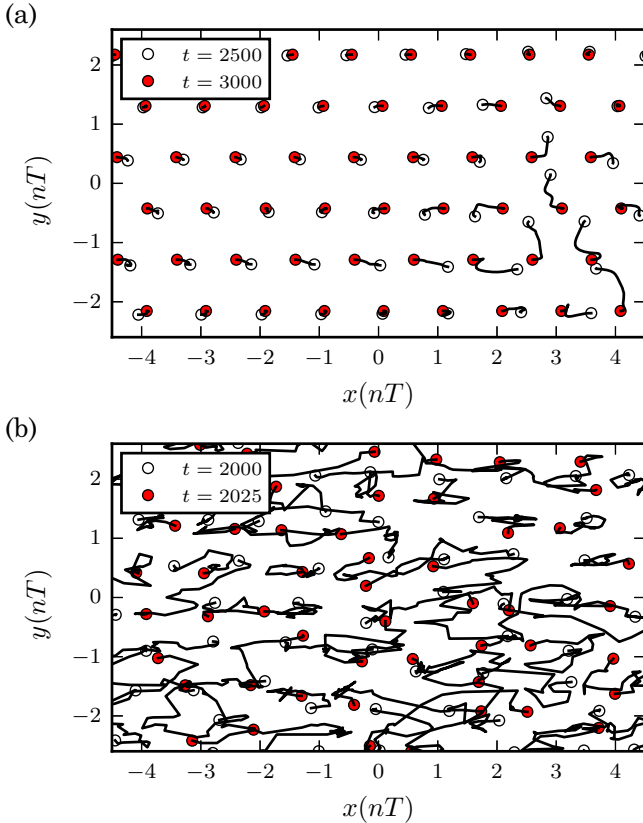 (a)
t = 2500
t = 3000
2
1
0
−1
−2
y(nT)
−4 −3 −2 −1 0 1 2 3 4
x(nT)
(b)
t = 2000
t = 2025
2
1
0
−1
−2
y(nT)
−4 −3 −2 −1 0 1 2 3 4
x(nT)